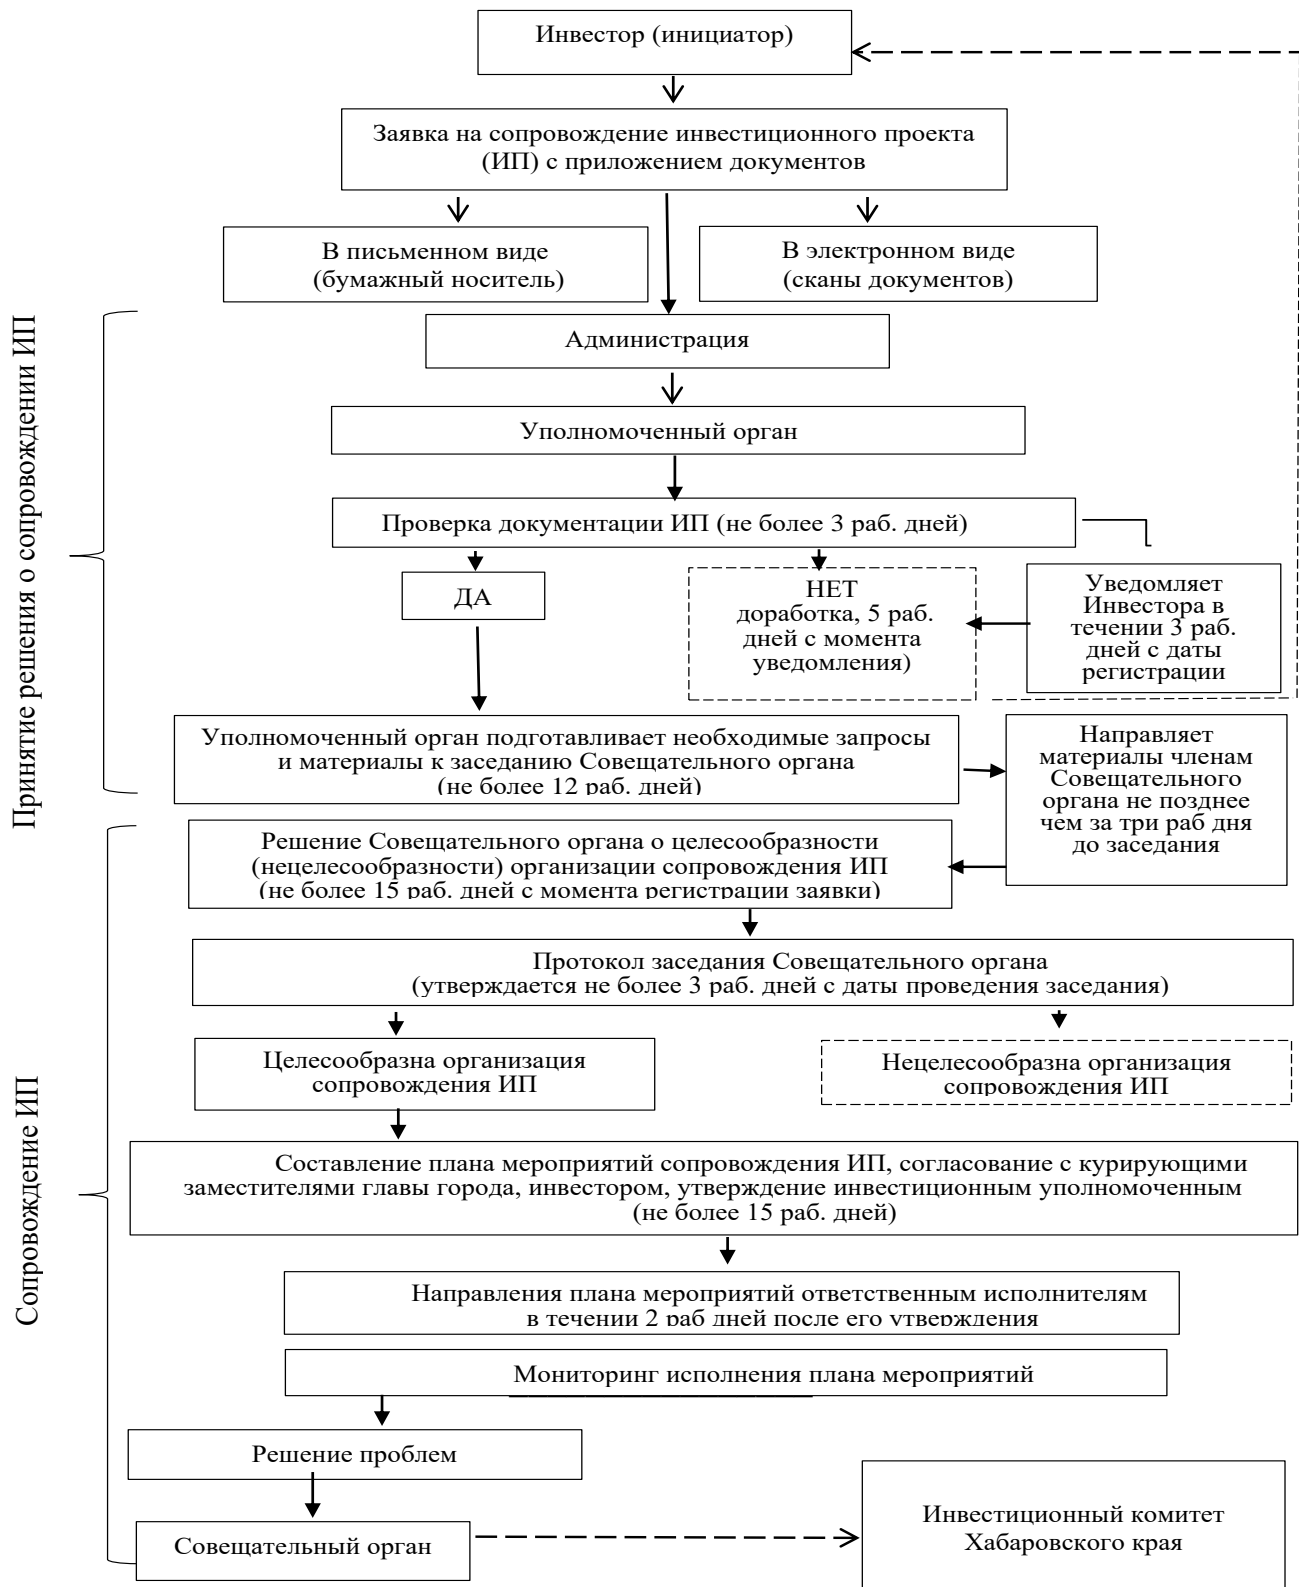 Инвестор (инициатор)
Заявка на сопровождение инвестиционного проекта
(ИП) с приложением документов
В письменном виде
(бумажный носитель)
В электронном виде
(сканы документов)
Принятие решения о сопровождении ИП
Администрация
Уполномоченный орган
Проверка документации ИП (не более 3 раб. дней)
ДА
НЕТ
доработка, 5 раб.
дней с момента
уведомления)
Уведомляет
Инвестора в
течении 3 раб.
дней с даты
регистрации
Уполномоченный орган подготавливает необходимые запросы
и материалы к заседанию Совещательного органа
(не более 12 раб. дней)
Направляет
материалы членам
Совещательного
органа не позднее
чем за три раб дня
до заседания
Сопровождение ИП
Решение Совещательного органа о целесообразности
(нецелесообразности) организации сопровождения ИП
(не более 15 раб. дней с момента регистрации заявки)
Протокол заседания Совещательного органа
(утверждается не более 3 раб. дней с даты проведения заседания)
Целесообразна организация
сопровождения ИП
Нецелесообразна организация
сопровождения ИП
Составление плана мероприятий сопровождения ИП, согласование с курирующими
заместителями главы города, инвестором, утверждение инвестиционным уполномоченным
(не более 15 раб. дней)
Направления плана мероприятий ответственным исполнителям
в течении 2 раб дней после его утверждения
Мониторинг исполнения плана мероприятий
Решение проблем
Совещательный орган
Инвестиционный комитет
Хабаровского края